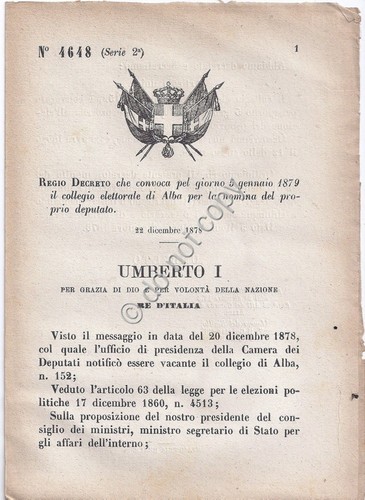 N° 4648 (Serie 2ª) 1
REGIO DECRETO che convoca pel giorno 5 gennaio 1879
il collegio elettorale di Alba per la nomina del pro-
prio deputato.
22 dicembre 1878
UMBERTO I
PER GRAZIA DI DIO E PER VOLONTÀ DELLA NAZIONE
RE D'ITALIA
Visto il messaggio in data del 20 dicembre 1878,
col quale l'ufficio di presidenza della Camera dei
Deputati notificò essere vacante il collegio di Alba,
n. 152;
Veduto l'articolo 63 della legge per le elezioni po-
litiche 17 dicembre 1860, n. 4513;
Sulla proposizione del nostro presidente del con-
siglio dei ministri, ministro segretario di Stato per
gli affari dell'interno;
do not copy